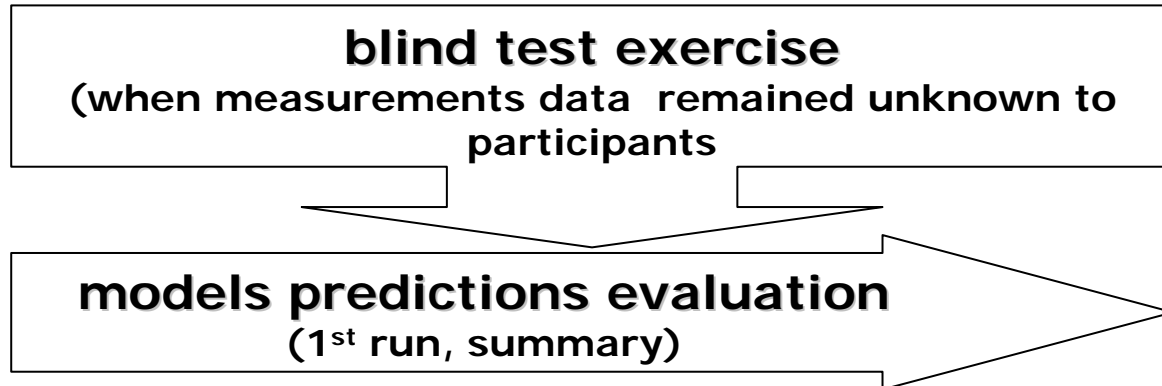 blind test exercise
(when measurements data remained unknown to
participants
models predictions evaluation
(1st run, summary)